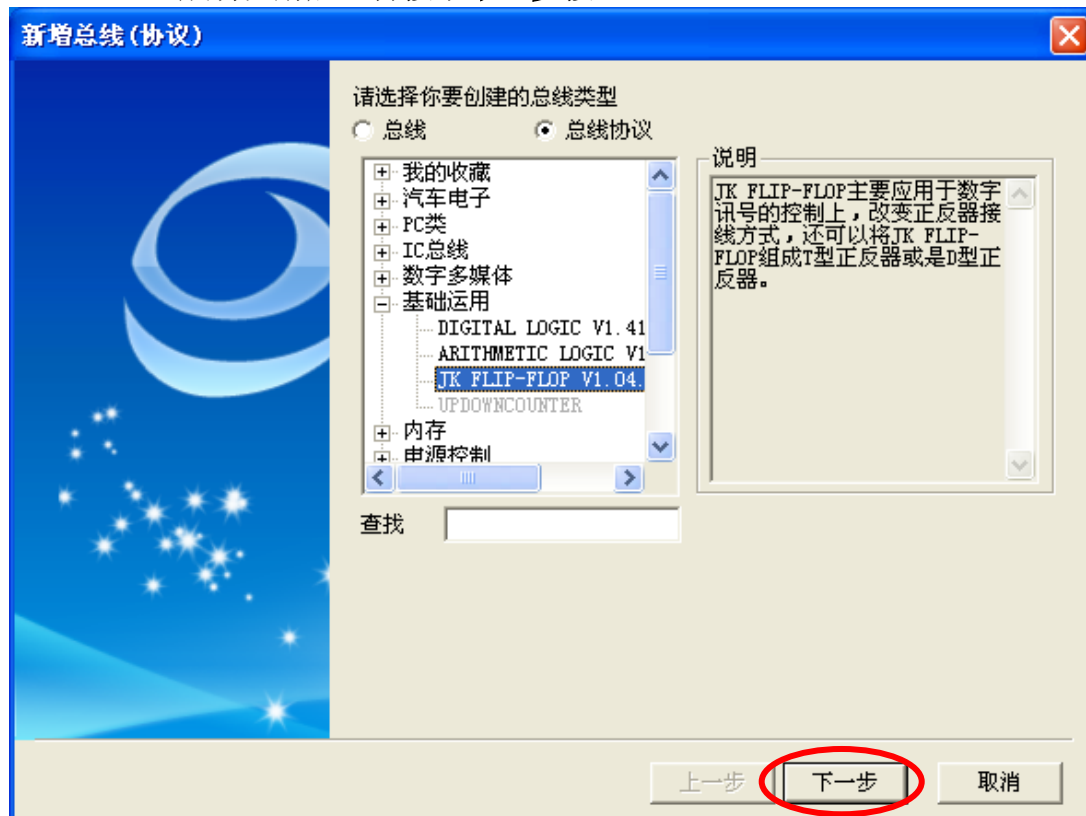 新增总线(协议)
请选择你要创建的总线类型
总线
总线协议
我的收藏
汽车电子
PC类
IC总线
数字多媒体
基础运用
DIGITAL LOGIC V1.41
ARITHMETIC LOGIC V1
JK FLIP-FLOP V1.04.
UPDOWNCOUNTER
内存
电源控制
说明
JK FLIP-FLOP主要应用于数字
讯号的控制上，改变正反器接
线方式，还可以将JK FLIP-
FLOP组成T型正反器或是D型正
反器。
查找
上一步
下一步
取消